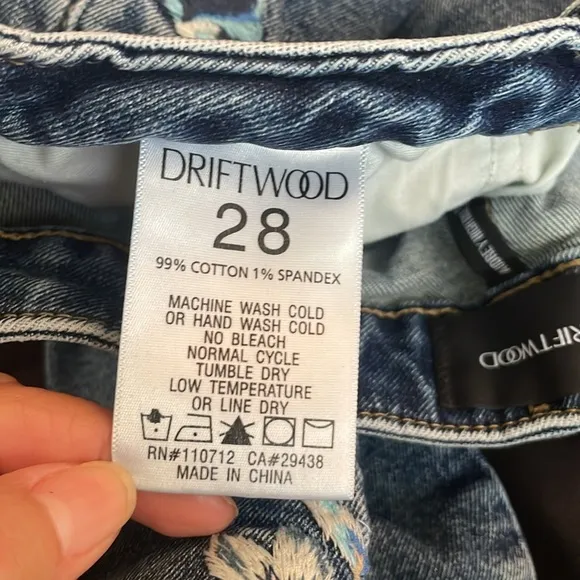 DRIFTWOOD
28
99% COTTON 1% SPANDEX
MACHINE WASH COLD
OR HAND WASH COLD
NO BLEACH
NORMAL CYCLE
TUMBLE DRY
LOW TEMPERATURE
OR LINE DRY
RN#110712 CA#29438
MADE IN CHINA
DRIFTWOOD